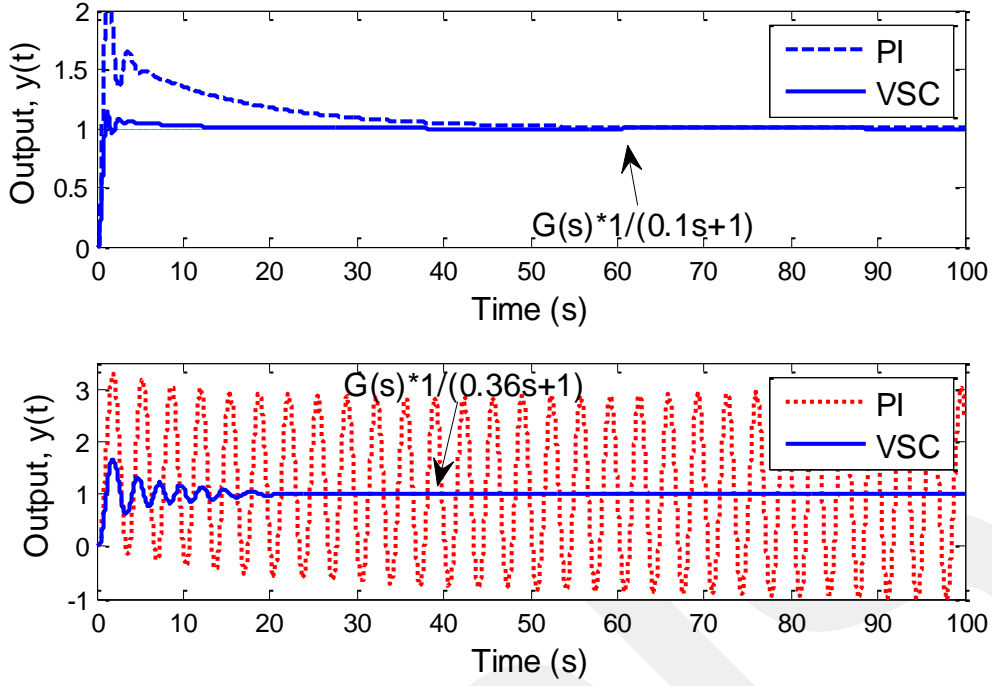 2
1.5
1
0.5
0
Output, y(t)
PI
VSC
G(s)*1/(0.1s+1)
0 10 20 30 40 50 60 70 80 90 100
Time (s)
3
2
1
0
-1
Output, y(t)
G(s)*1/(0.36s+1)
PI
VSC
0 10 20 30 40 50 60 70 80 90 100
Time (s)